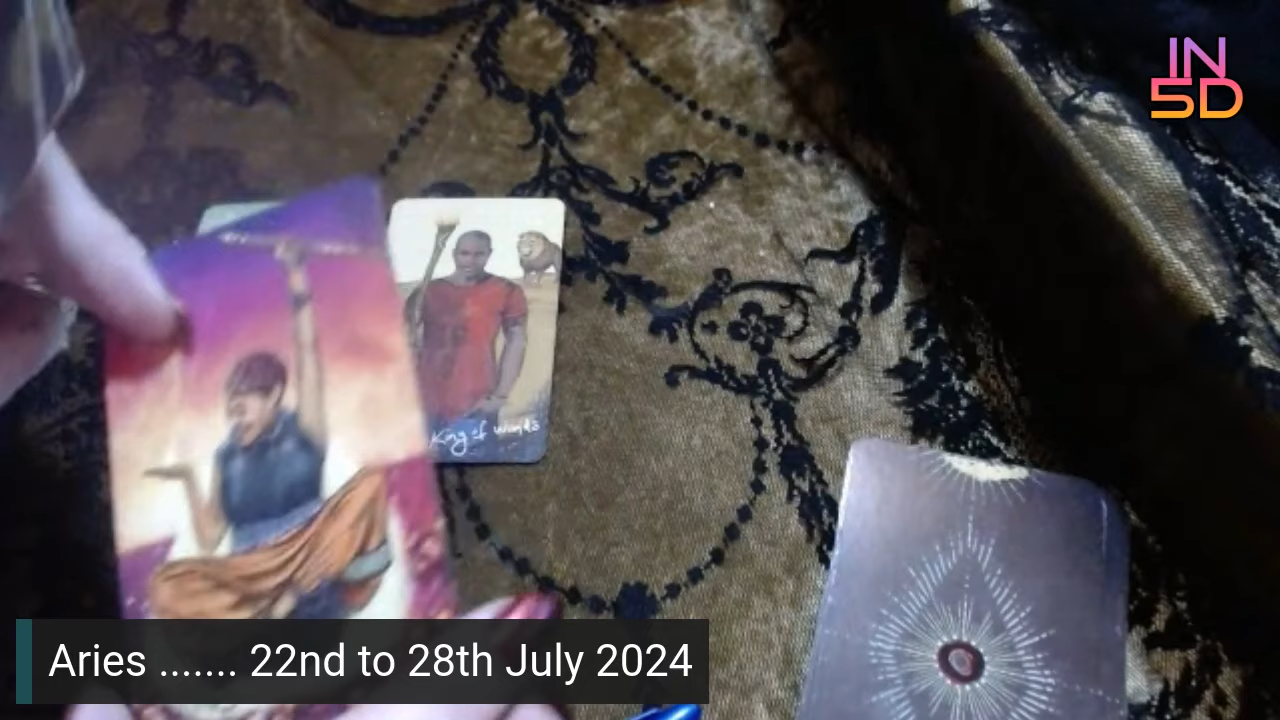 IN
5D
King of Wands
Aries ....... 22nd to 28th July 2024